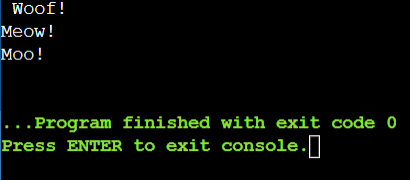 Woof!
Meow!
Moo!
...Program finished with exit code 0
Press ENTER to exit console.